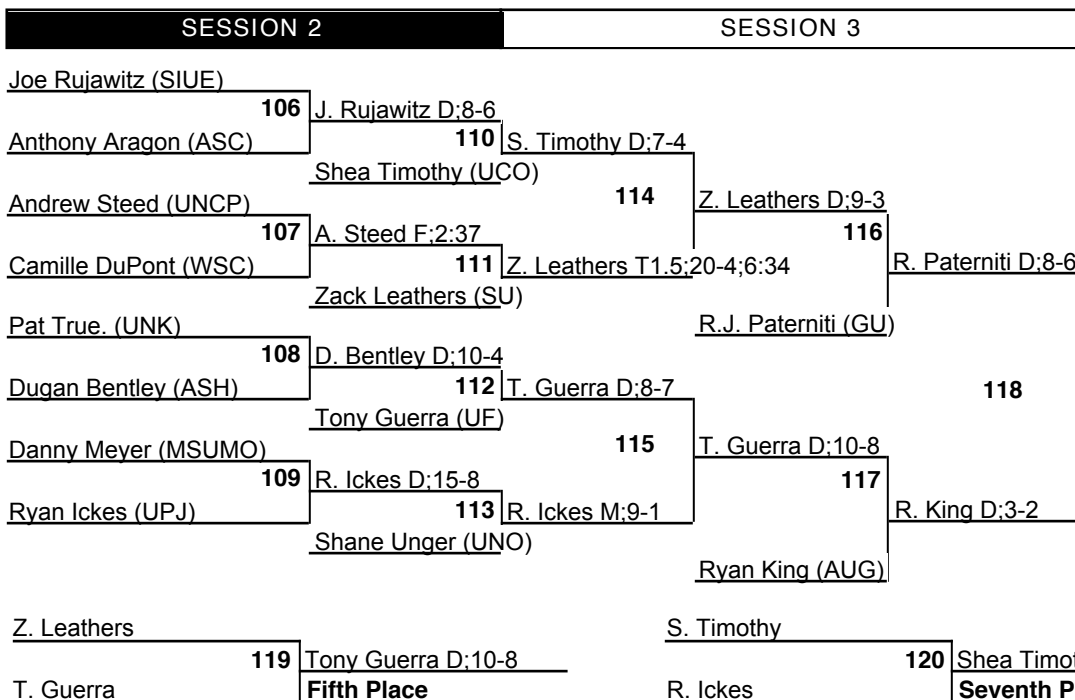 SESSION 2 SESSION 3
Joe Rujawitz (SIUE)
106 J. Rujawitz D;8-6
Anthony Aragon (ASC) 110 S. Timothy D;7-4
Shea Timothy (UCO)
114 Z. Leathers D;9-3
Andrew Steed (UNCP)
107 A. Steed F;2:37 116
Camille DuPont (WSC) 111 Z. Leathers T1.5;20-4;6:34 R. Paterniti D;8-6
Zack Leathers (SU)
Pat True. (UNK) R.J. Paterniti (GU)
108 D. Bentley D;10-4
Dugan Bentley (ASH) 112 T. Guerra D;8-7 118
Tony Guerra (UF)
Danny Meyer (MSUMO) 115 T. Guerra D;10-8
109 R. Ickes D;15-8 117
Ryan Ickes (UPJ) 113 R. Ickes M;9-1 R. King D;3-2
Shane Unger (UNO)
Ryan King (AUG)
Z. Leathers S. Timothy
119 Tony Guerra D;10-8 120 Shea
T. Guerra Fifth Place R. Ickes Seventh